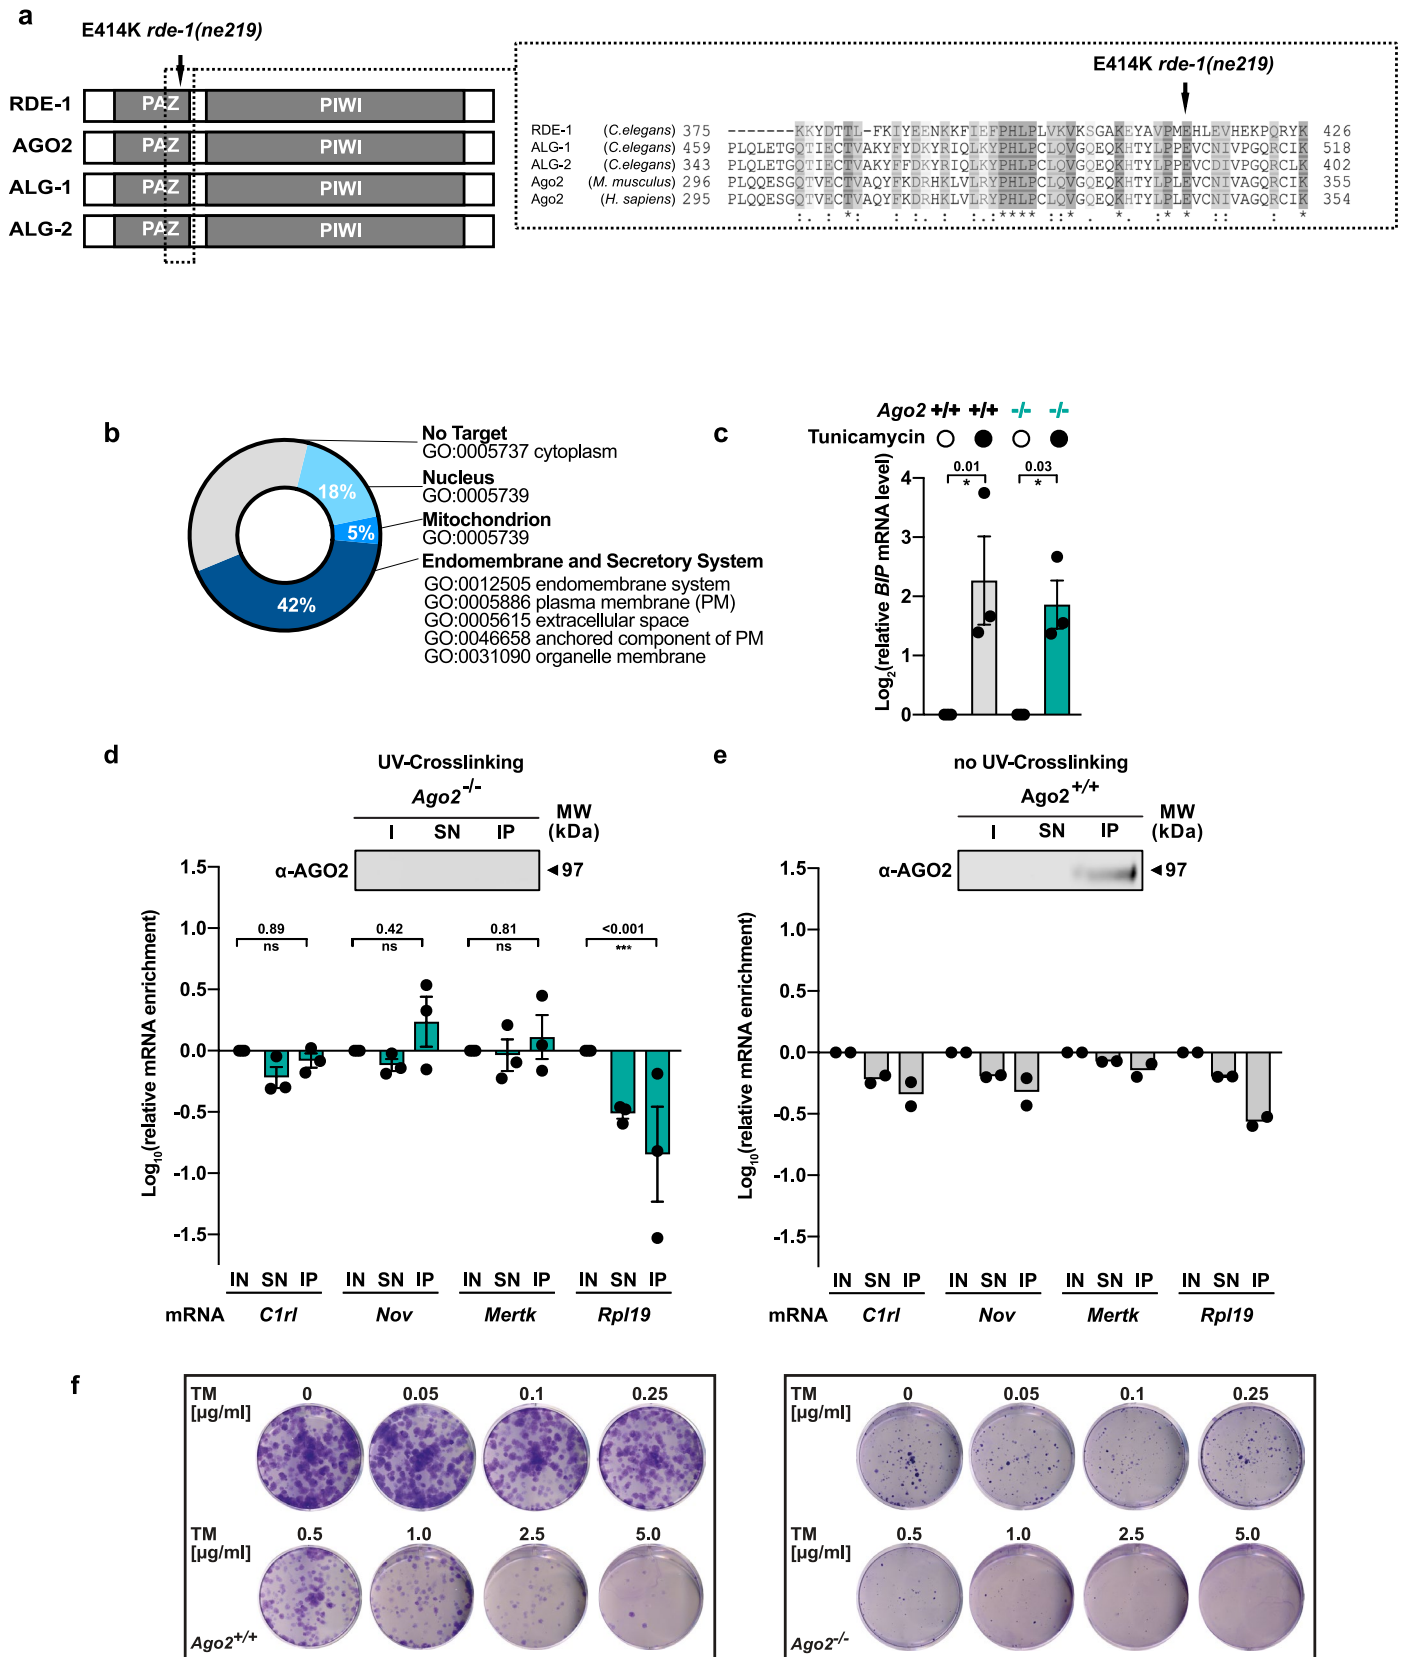 a
E414K rde-1(ne219)
RDE-1 PAZ PIWI
AGO2 PAZ PIWI
ALG-1 PAZ PIWI
ALG-2 PAZ PIWI
E414K rde-1(ne219)
RDE-1 (C.elegans) 375 -------KKYDTTL-FKIYEENKKFIEFPHLPLVKVKSGAKEYAVPMEHLEVHEKPQRYK 426
ALG-1 (C.elegans) 459 PLQLETGQTIECTVAKYFYDKYRIQLKYPHLPCLQVGQEQKHTYLPPEVCNIVPGQRCIK 518
ALG-2 (C.elegans) 343 PLQLETGQTIECTVAKYFFDKYRIQLKYPHLPCLQVGQEQKHTYLPPEVCDIVPGQRCLK 402
Ago2 (M. musculus) 296 PLQQESGQTVECTVAQYFKDRHKLVLRYPHLPCLQVGQEQKHTYLPLEVCNIVAGQRCIK 355
Ago2 (H. sapiens) 295 PLQQESGQTVECTVAQYFKDRHKLVLRYPHLPCLQVGQEQKHTYLPLEVCNIVAGQRCIK 354
:. : *: : :. : :**** ::* . *. * * :: : *
b
No Target
GO:0005737 cytoplasm
Nucleus
GO:0005739
Mitochondrion
GO:0005739
Endomembrane and Secretory System
GO:0012505 endomembrane system
GO:0005886 plasma membrane (PM)
GO:0005615 extracellular space
GO:0046658 anchored component of PM
GO:0031090 organelle membrane
18%
5%
42%
c
Ago2 +/+ +/+ -/- -/-
Tunicamycin
0.01 0.03
* *
Log2(relative BIP mRNA level)
4
3
2
1
0
d
UV-Crosslinking
Ago2-/-
I SN IP
MW
(kDa)
α-AGO2 97
Log10(relative mRNA enrichment)
1.5
1.0
0.5
0.0
-0.5
-1.0
-1.5
0.89 0.42 0.81 <0.001
ns ns ns ***
IN SN IP IN SN IP IN SN IP IN SN IP
mRNA C1rl Nov Mertk Rpl19
e
no UV-Crosslinking
Ago2+/+
I SN IP
MW
(kDa)
α-AGO2 97
Log10(relative mRNA enrichment)
1.5
1.0
0.5
0.0
-0.5
-1.0
-1.5
IN SN IP IN SN IP IN SN IP IN SN IP
mRNA C1rl Nov Mertk Rpl19
f
TM
[µg/ml]
0 0.05 0.1 0.25
TM
[µg/ml]
0.5 1.0 2.5 5.0
Ago2+/+
TM
[µg/ml]
0 0.05 0.1 0.25
TM
[µg/ml]
0.5 1.0 2.5 5.0
Ago2-/-